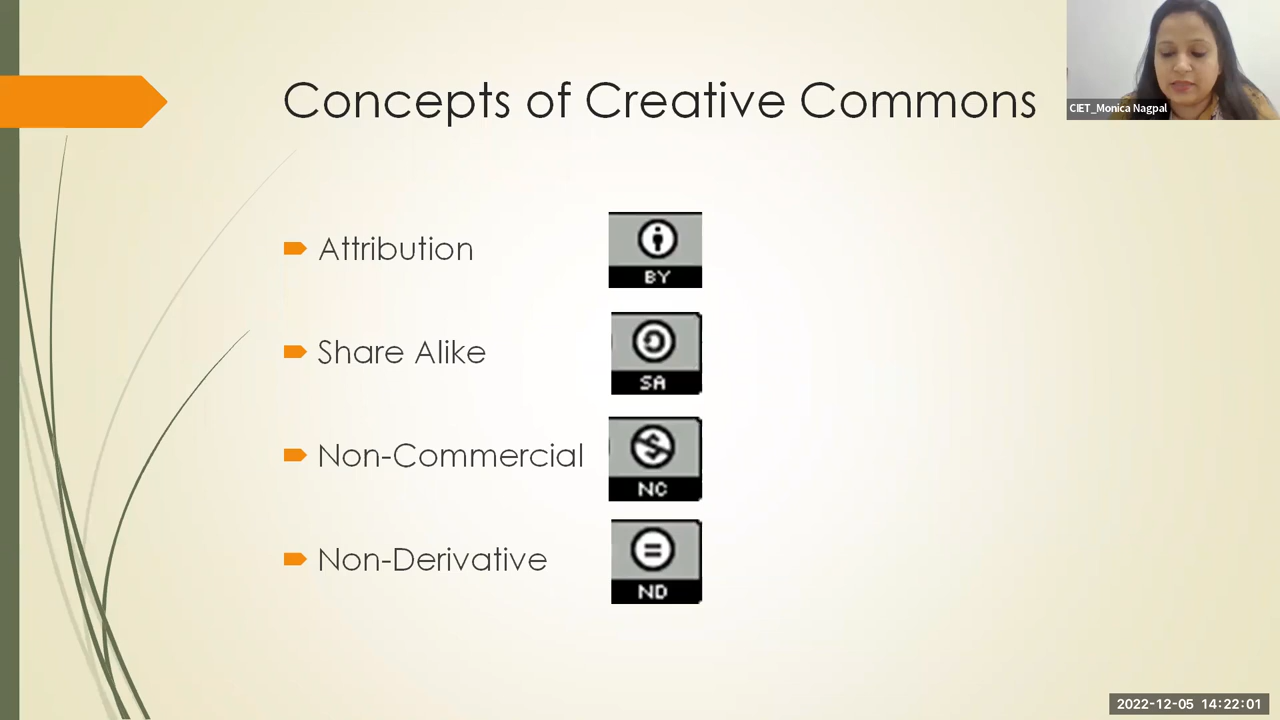 Concepts of Creative Commons
CIET_Monica Nagpal
Attribution
BY
Share Alike
SA
Non-Commercial
NC
Non-Derivative
ND
2022-12-05 14:22:01